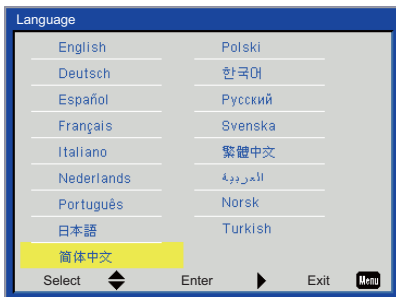 Language
English
Deutsch
Español
Français
Italiano
Nederlands
Português
日本語
简体中文
Polski
한국어
Русский
Svenska
繁體中文
العربية
Norsk
Turkish
Select Enter Exit Menu